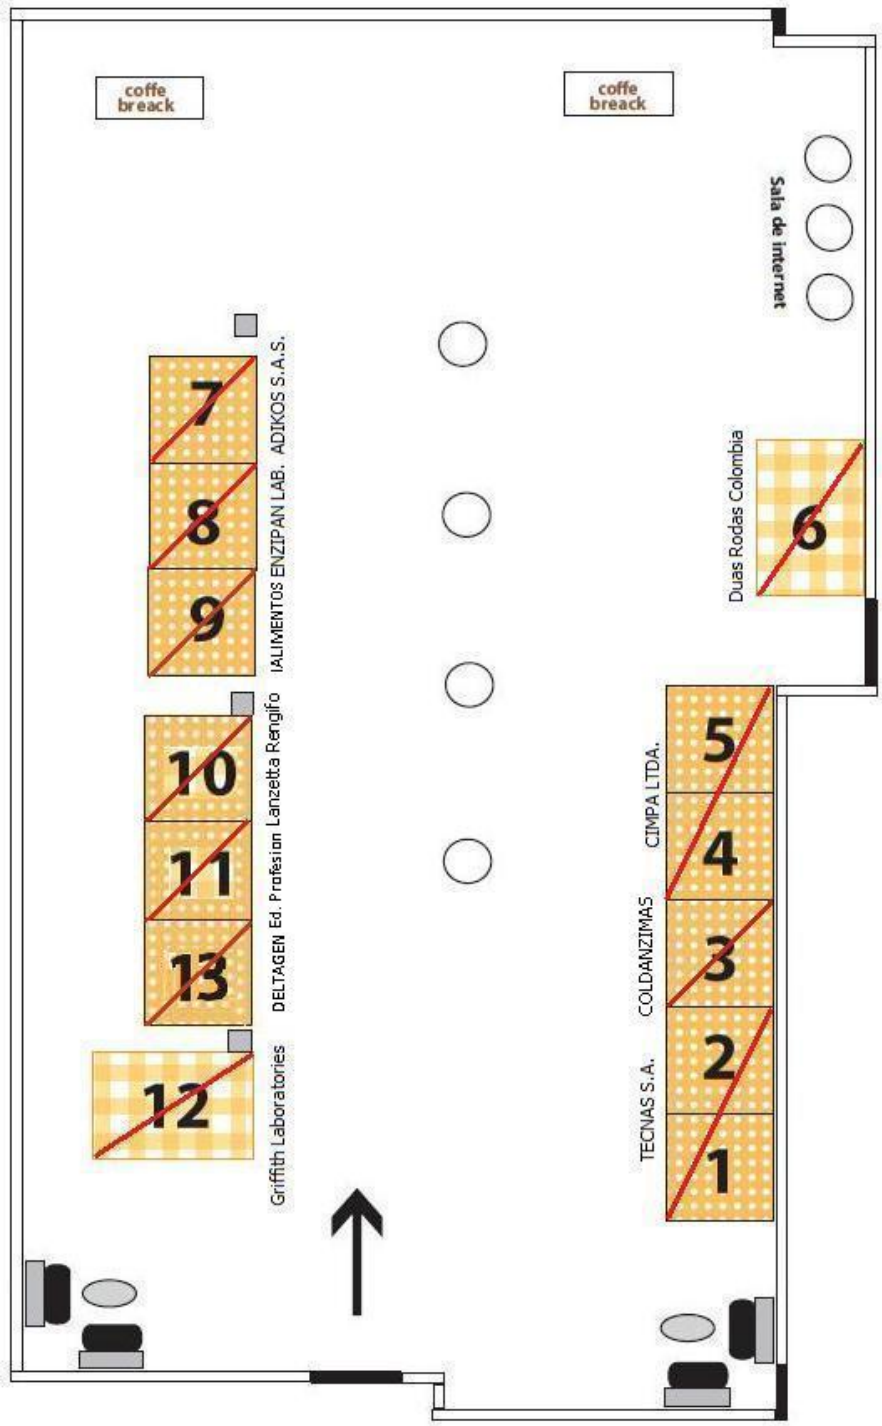 coffe
breack
coffe
breack
Sala de internet
7
ADIKOS S.A.S.
8
ENZIPAN LAB.
9
IALIMENTOS
6
Duas Rodas Colombia
10
Lanzetta Rengifo
11
Ed. Profesion
13
DELTAGEN
12
Griffith Laboratories
5
4
CIMPA LTDA.
3
COLDANZIMAS
2
1
TECNAS S.A.